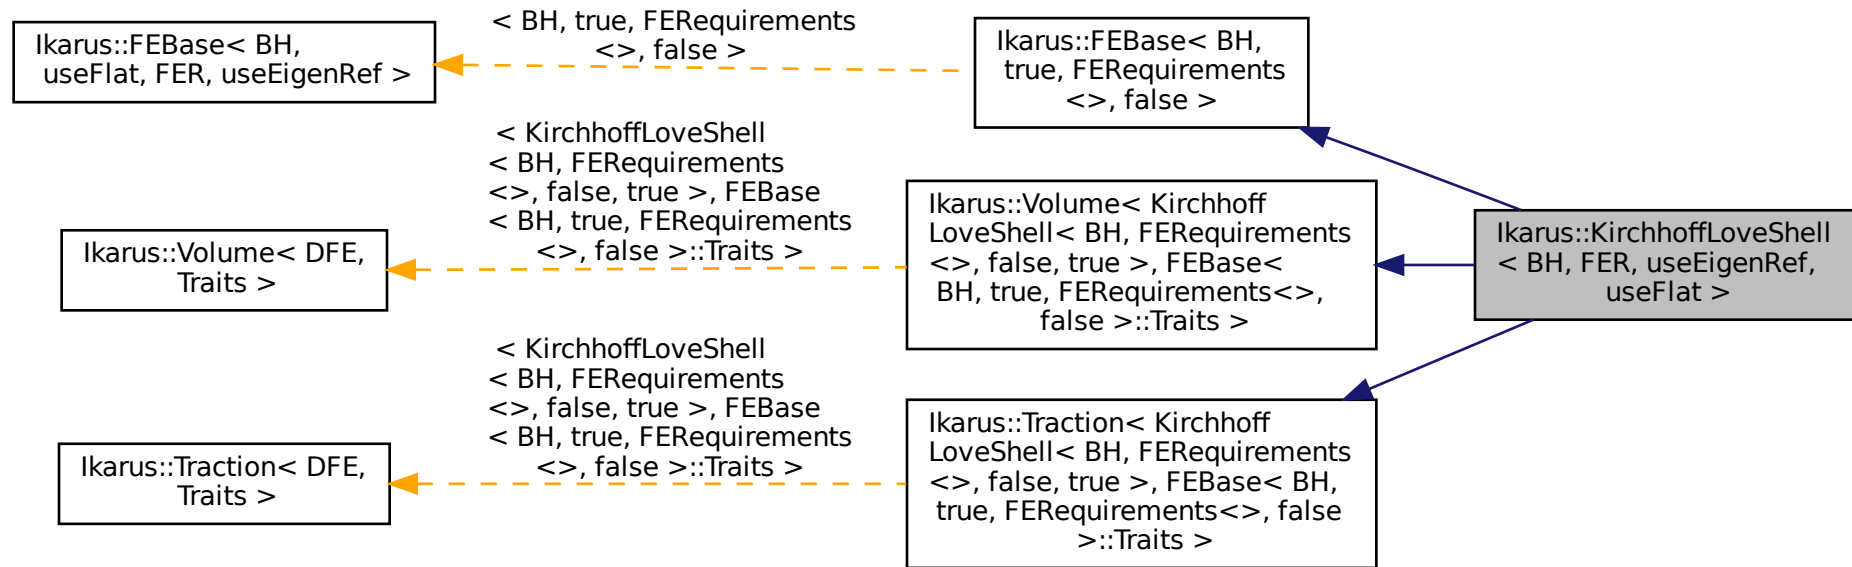 Ikarus::FEBase< BH,
useFlat, FER, useEigenRef >
< BH, true, FERequirements
<>, false >
Ikarus::FEBase< BH,
true, FERequirements
<>, false >
< KirchhoffLoveShell
< BH, FERequirements
<>, false, true >, FEBase
< BH, true, FERequirements
<>, false >::Traits >
Ikarus::Volume< DFE,
Traits >
Ikarus::Volume< Kirchhoff
LoveShell< BH, FERequirements
<>, false, true >, FEBase<
BH, true, FERequirements<>,
false >::Traits >
Ikarus::KirchhoffLoveShell
< BH, FER, useEigenRef,
useFlat >
< KirchhoffLoveShell
< BH, FERequirements
<>, false, true >, FEBase
< BH, true, FERequirements
<>, false >::Traits >
Ikarus::Traction< DFE,
Traits >
Ikarus::Traction< Kirchhoff
LoveShell< BH, FERequirements
<>, false, true >, FEBase< BH,
true, FERequirements<>, false
>::Traits >